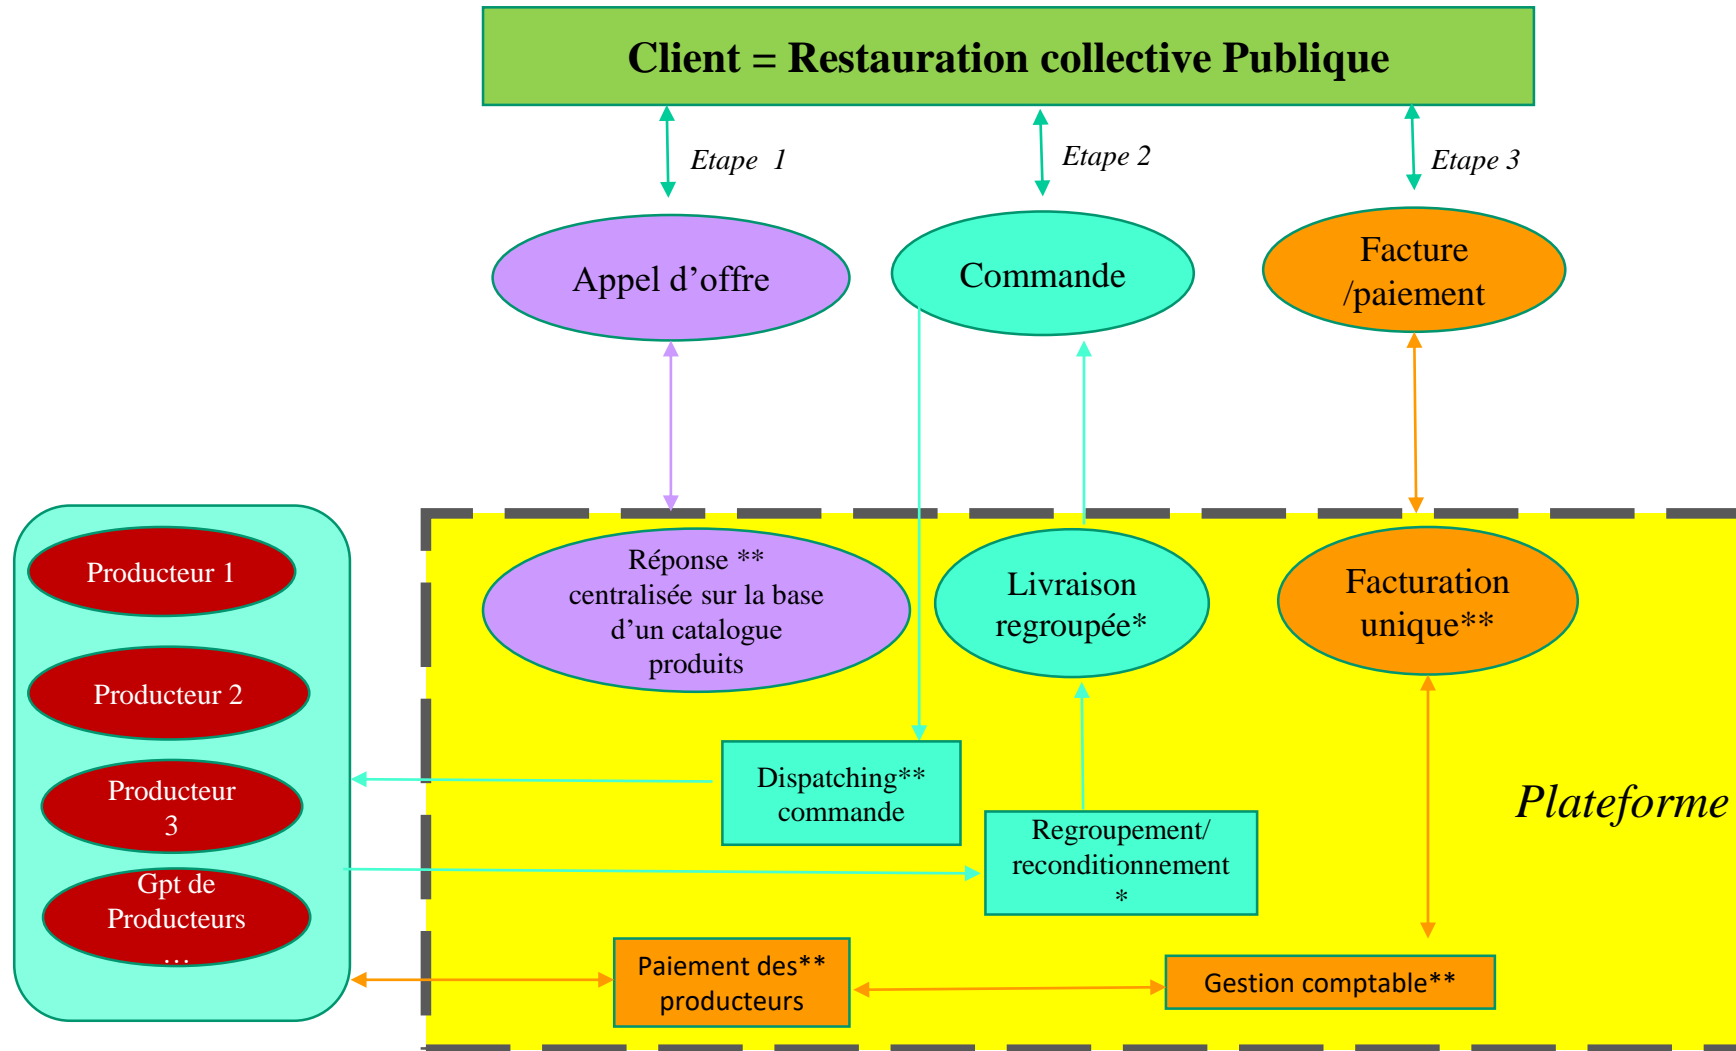 Client = Restauration collective Publique
Etape 1
Etape 2
Etape 3
Appel d’offre
Commande
Facture
/paiement
Producteur 1
Producteur 2
Producteur
3
Gpt de
Producteurs
…
Réponse **
centralisée sur la base
d’un catalogue
produits
Livraison
regroupée*
Facturation
unique**
Dispatching**
commande
Regroupement/
reconditionnement
*
Plateforme
Paiement des**
producteurs
Gestion comptable**